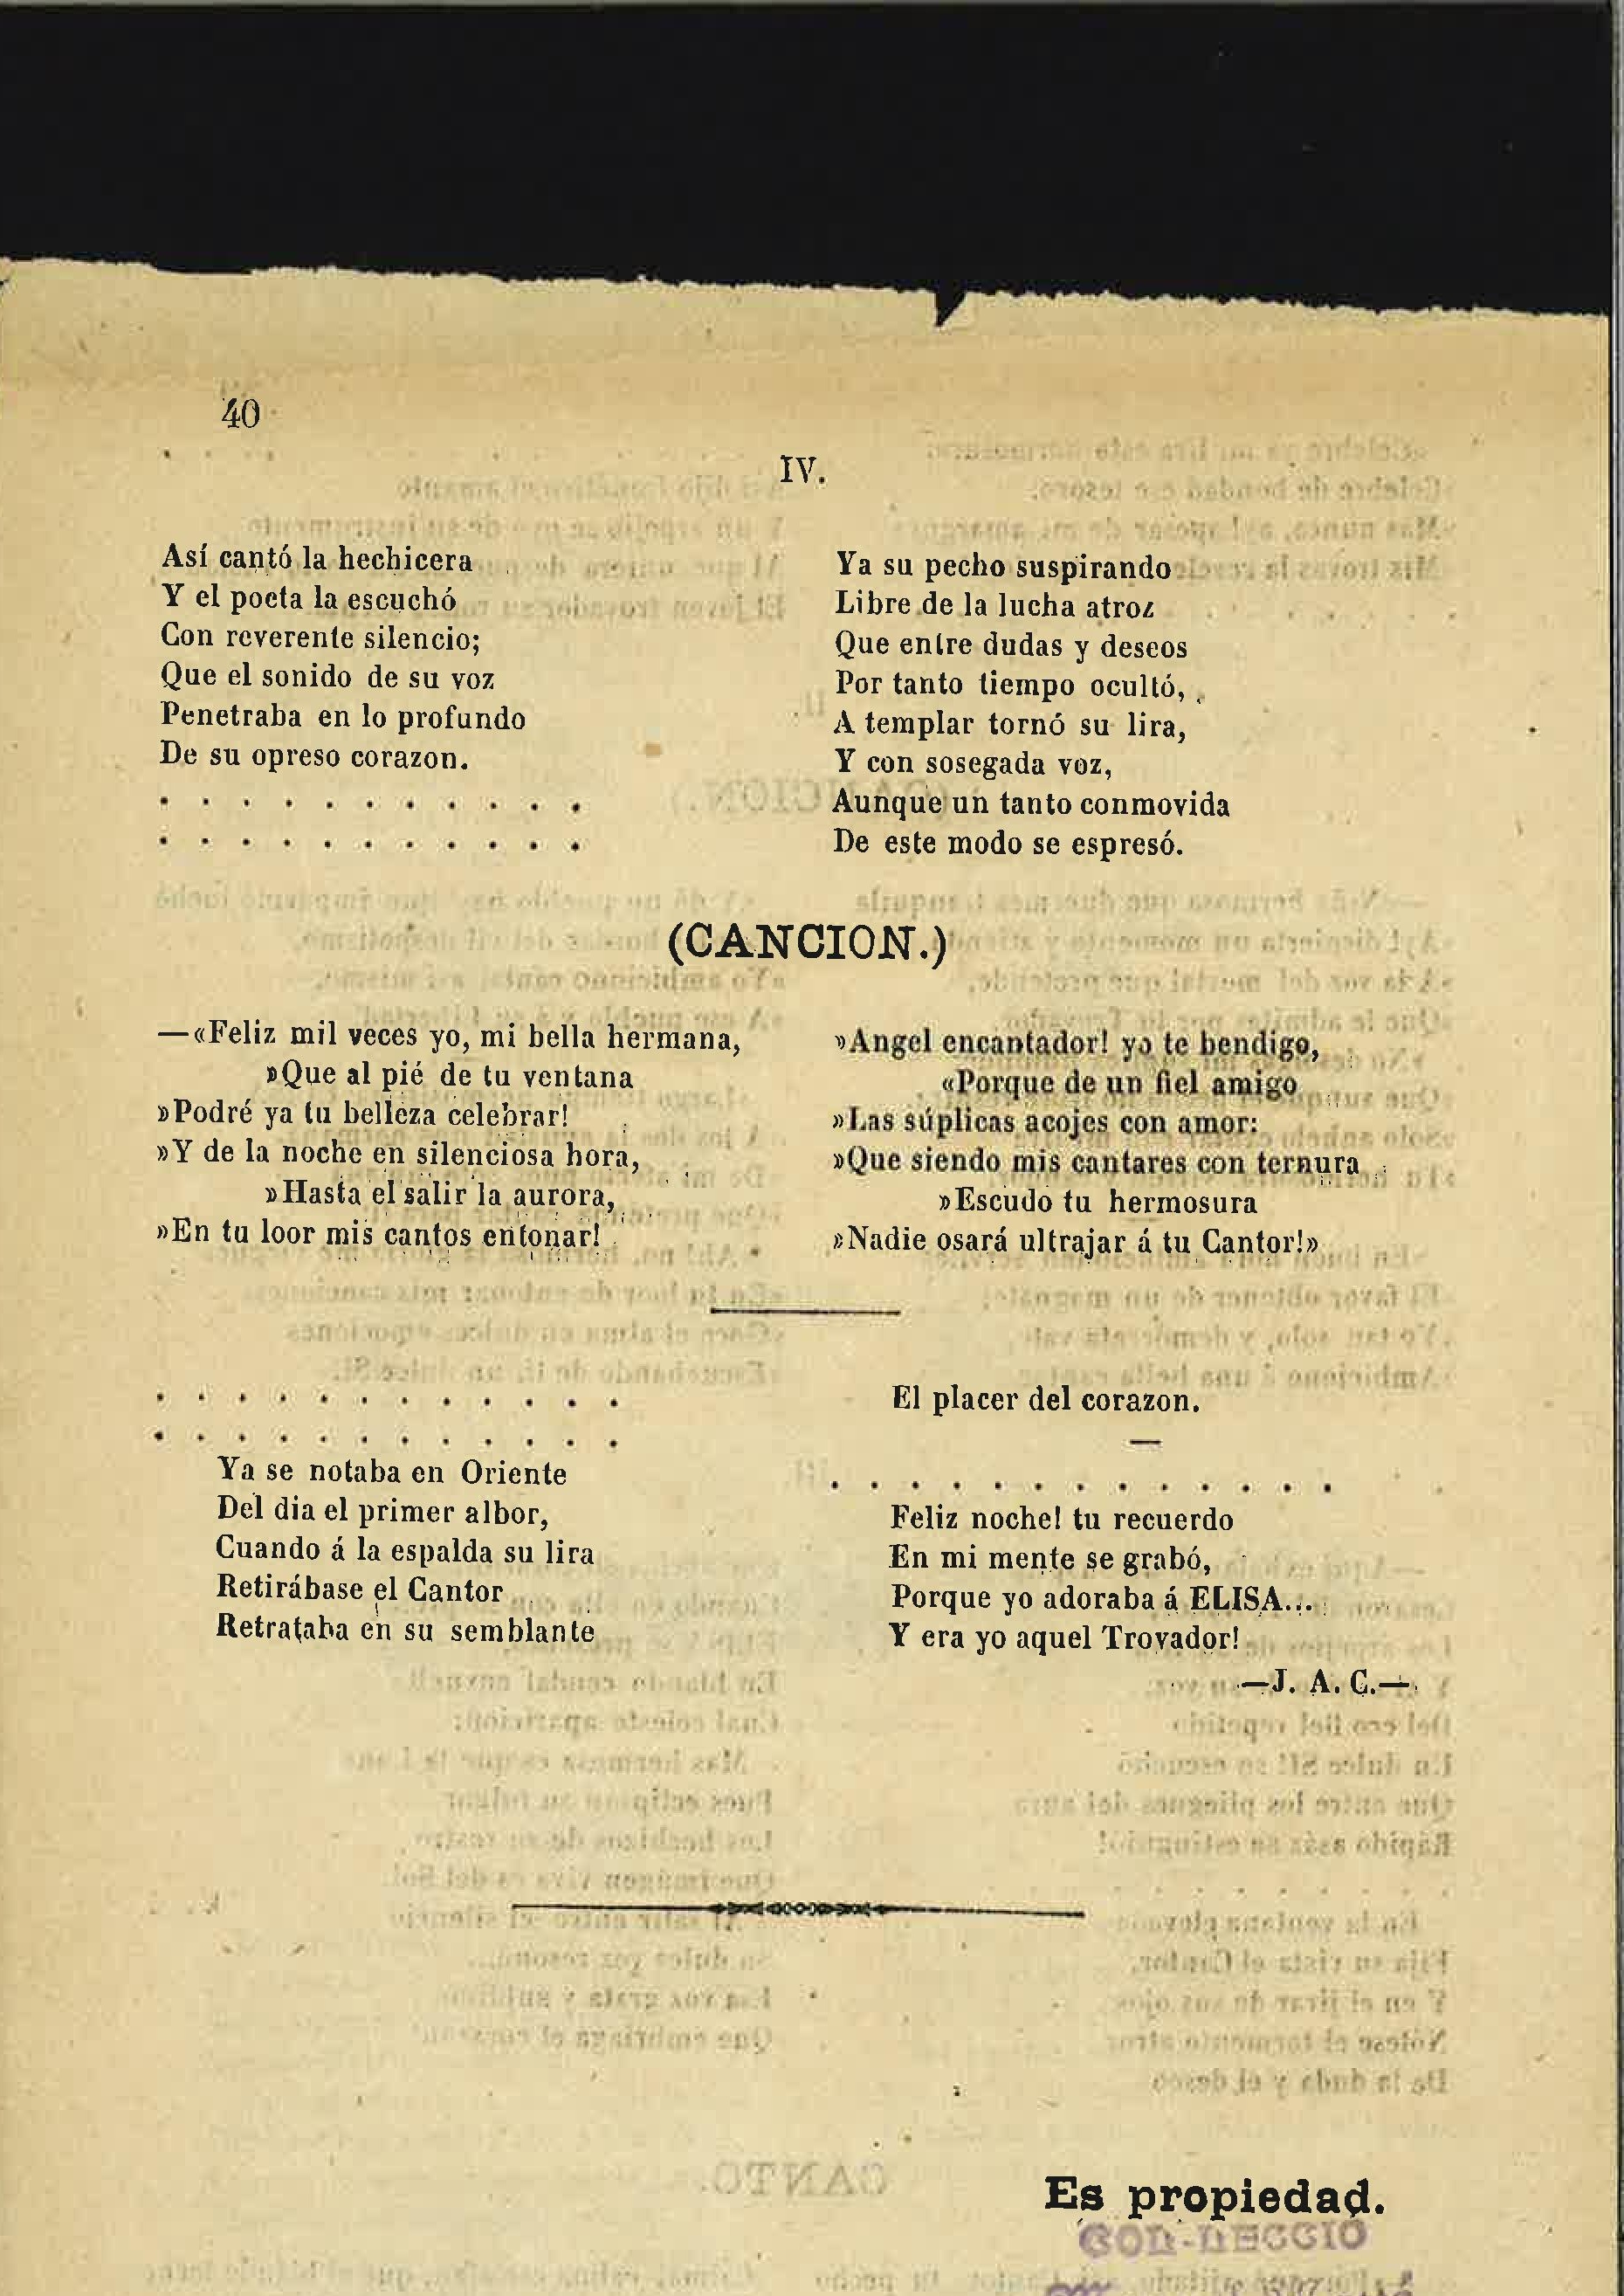 40
IV.
Así cantó la hechicera
Y el poeta la escuchó
Con reverente silencio;
Que el sonido de su voz
Penetraba en lo profundo
De su opreso corazon.
. . . . . . . . . . .
. . . . . . . . . . .
Ya su pecho suspirando
Libre de la lucha atroz
Que entre dudas y deseos
Por tanto tiempo ocultó,
A templar tornó su lira,
Y con sosegada voz,
Aunque un tanto conmovida
De este modo se espresó.
(CANCION.)
—«Feliz mil veces yo, mi bella hermana,
»Que al pié de tu ventana
»Podré ya tu belleza celebrar!
»Y de la noche en silenciosa hora,
»Hasta el salir la aurora,
»En tu loor mis cantos entonar!
»Angel encantador! yo te bendigo,
«Porque de un fiel amigo
»Las súplicas acojes con amor:
»Que siendo mis cantares con ternura
»Escudo tu hermosura
»Nadie osará ultrajar á tu Cantor!»
. . . . . . . . . . . .
. . . . . . . . . . . .
Ya se notaba en Oriente
Del dia el primer albor,
Cuando á la espalda su lira
Retirábase el Cantor
Retrataba en su semblante
El placer del corazon.
—
. . . . . . . . . . . . .
Feliz noche! tu recuerdo
En mi mente se grabó,
Porque yo adoraba á ELISA...
Y era yo aquel Trovador!
—J. A. C.—
Es propiedad.
COL·LECCIÓ